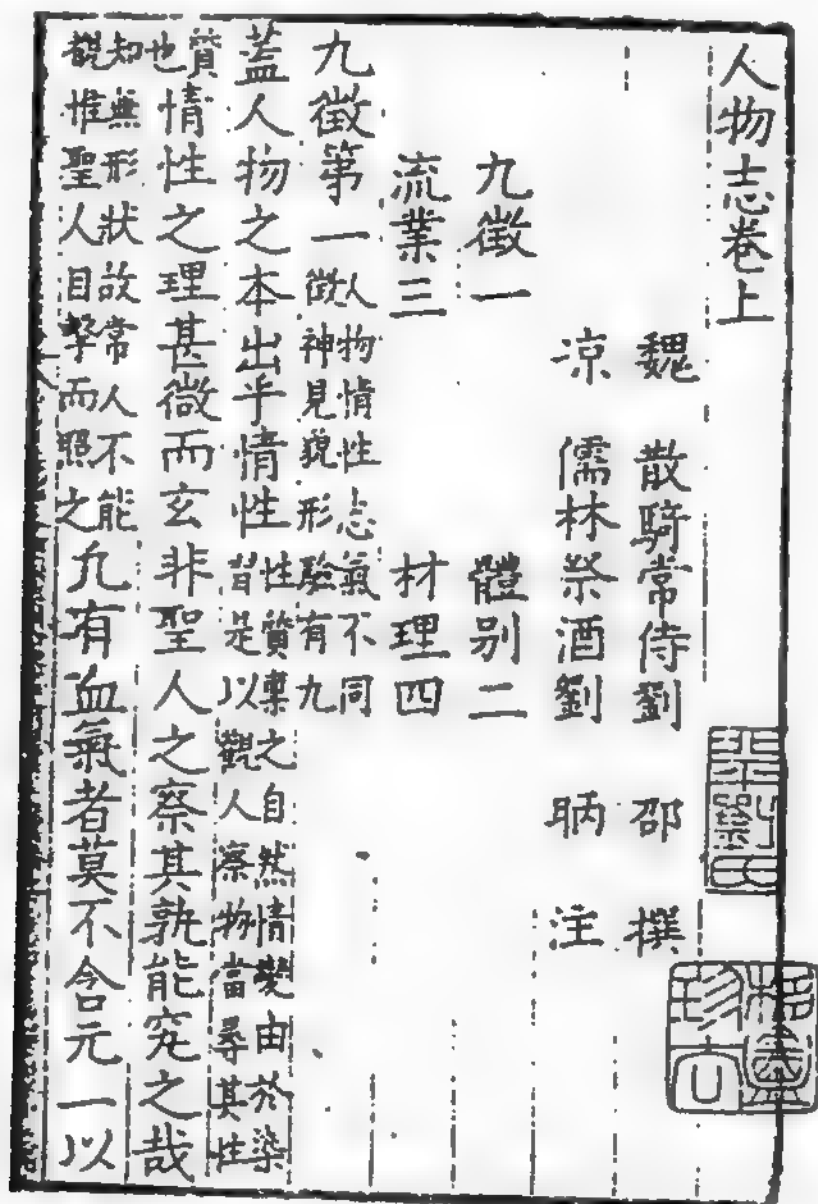 人物志卷上
魏 散騎常侍劉 邵 撰
凉 儒林祭酒劉 昞 注
九徵一 體别二
流業三 材理四
九徵第一人物情性志氣不同
徵神見貌形驗有九
蓋人物之本出乎情性性質稟之自然情變由於染
習是以觀人察物當尋其性
質
也情性之理甚微而玄非聖人之察其孰能究之哉
知無形狀故常人不能
覩惟聖人目擊而照之凡有血氣者莫不含元一以